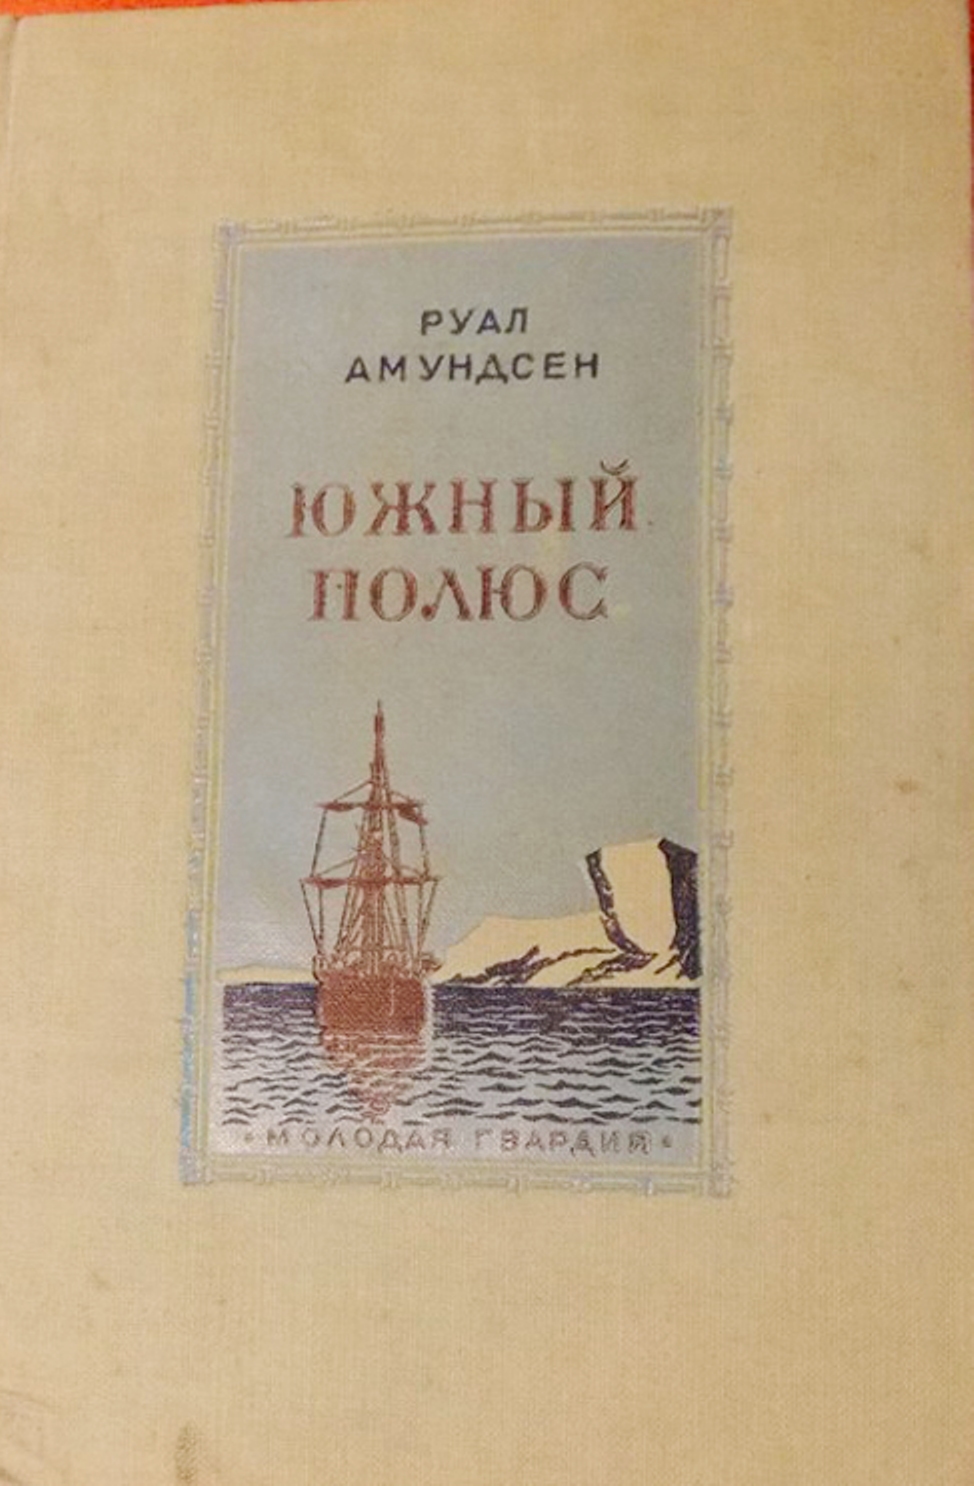 РУАЛ
АМУНДСЕН
ЮЖНЫЙ
ПОЛЮС
• МОЛОДАЯ ГВАРДИЯ •